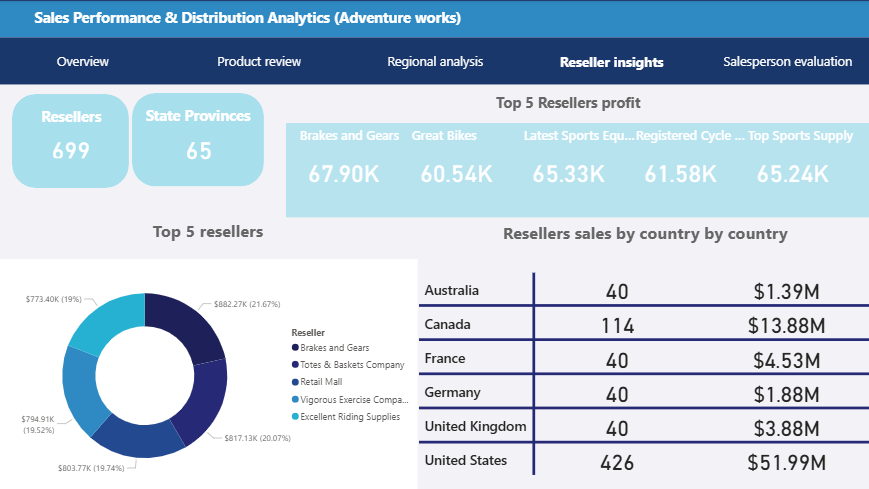 Sales Performance & Distribution Analytics (Adventure works)
Overview Product review Regional analysis Reseller insights Salesperson evaluation
Resellers
699
State Provinces
65
Top 5 Resellers profit
Brakes and Gears Great Bikes Latest Sports Equ... Registered Cycle ... Top Sports Supply
67.90K 60.54K 65.33K 61.58K 65.24K
Top 5 resellers
$773.40K (19%)
$882.27K (21.67%)
$794.91K
(19.52%)
$817.13K (20.07%)
$803.77K (19.74%)
Reseller
Brakes and Gears
Totes & Baskets Company
Retail Mall
Vigorous Exercise Compa...
Excellent Riding Supplies
Resellers sales by country by country
Australia 40 $1.39M
Canada 114 $13.88M
France 40 $4.53M
Germany 40 $1.88M
United Kingdom 40 $3.88M
United States 426 $51.99M